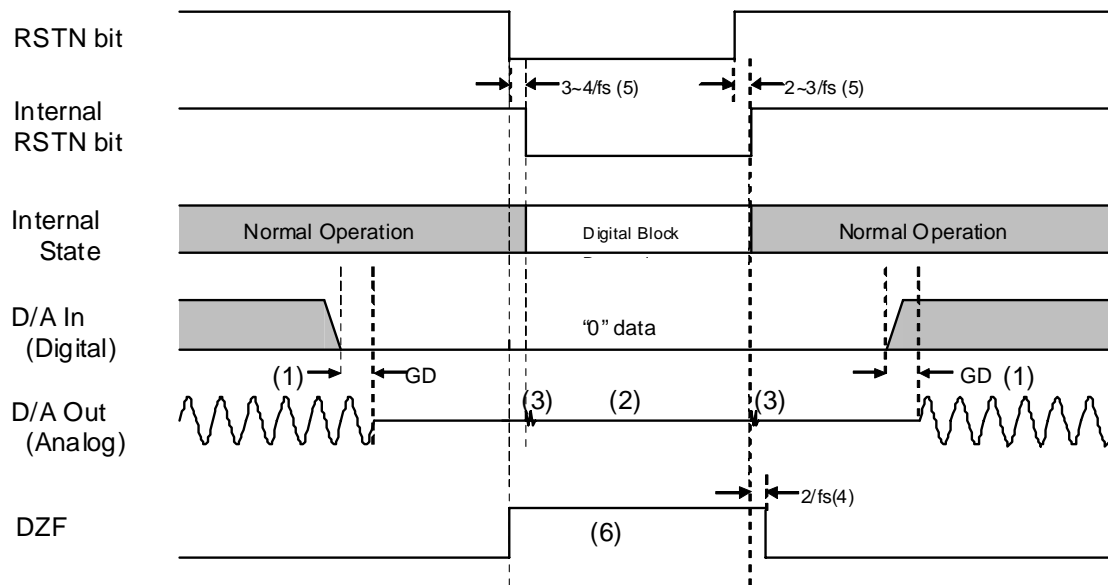 RSTN bit
3~4/fs (5)
2~3/fs (5)
Internal
RSTN bit
Internal
State
Normal Operation
Digital Block
Normal Operation
D/A In
(Digital)
“0” data
(1)
GD
GD
(1)
D/A Out
(Analog)
(3)
(2)
(3)
2/fs(4)
DZF
(6)